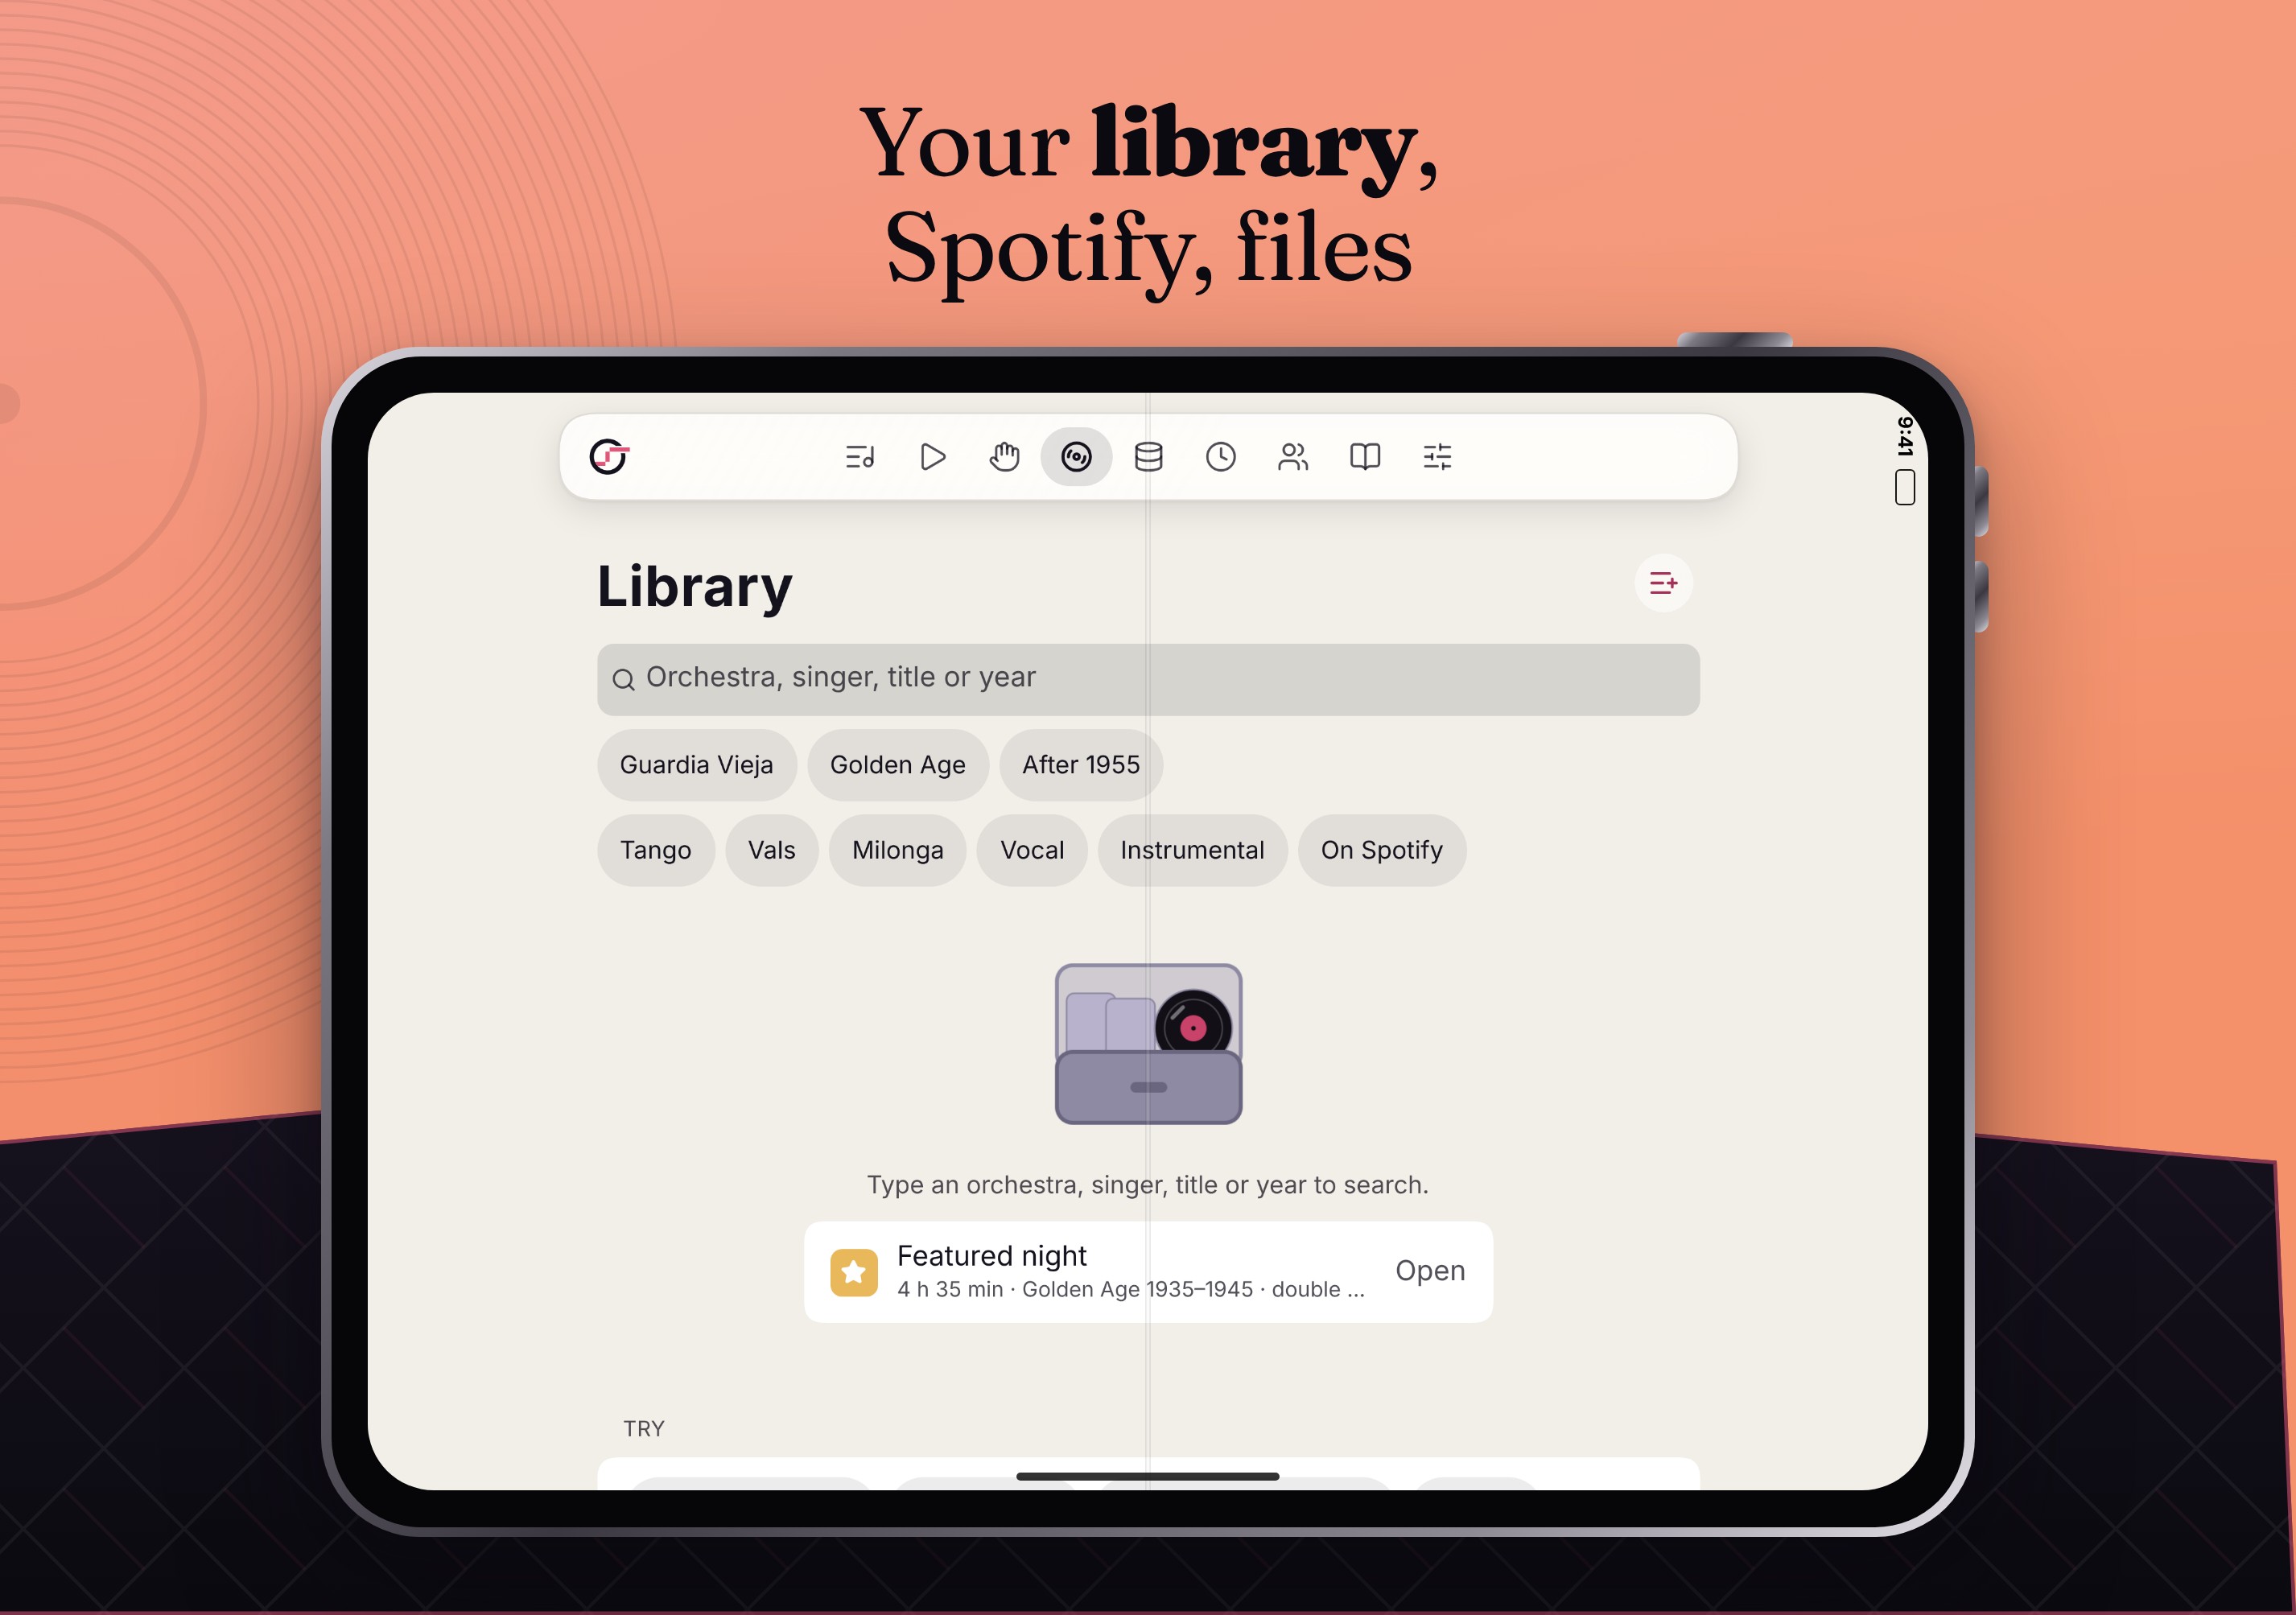 Your library,
Spotify, files
9:41
Library
Orchestra, singer, title or year
Guardia Vieja
Golden Age
After 1955
Tango
Vals
Milonga
Vocal
Instrumental
On Spotify
Type an orchestra, singer, title or year to search.
Featured night
4 h 35 min · Golden Age 1935–1945 · double ...
Open
TRY